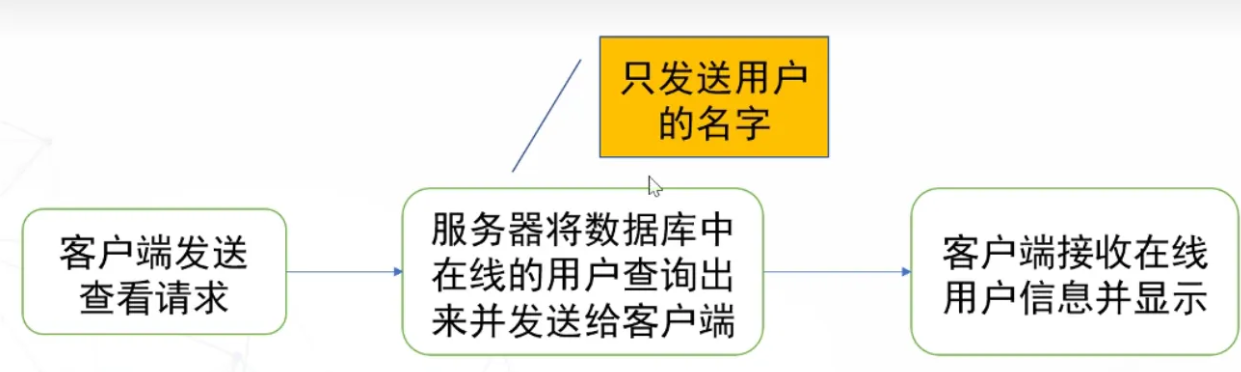 只发送用户
的名字
客户端发送
查看请求
服务器将数据库中
在线的用户查询出
来并发送给客户端
客户端接收在线
用户信息并显示